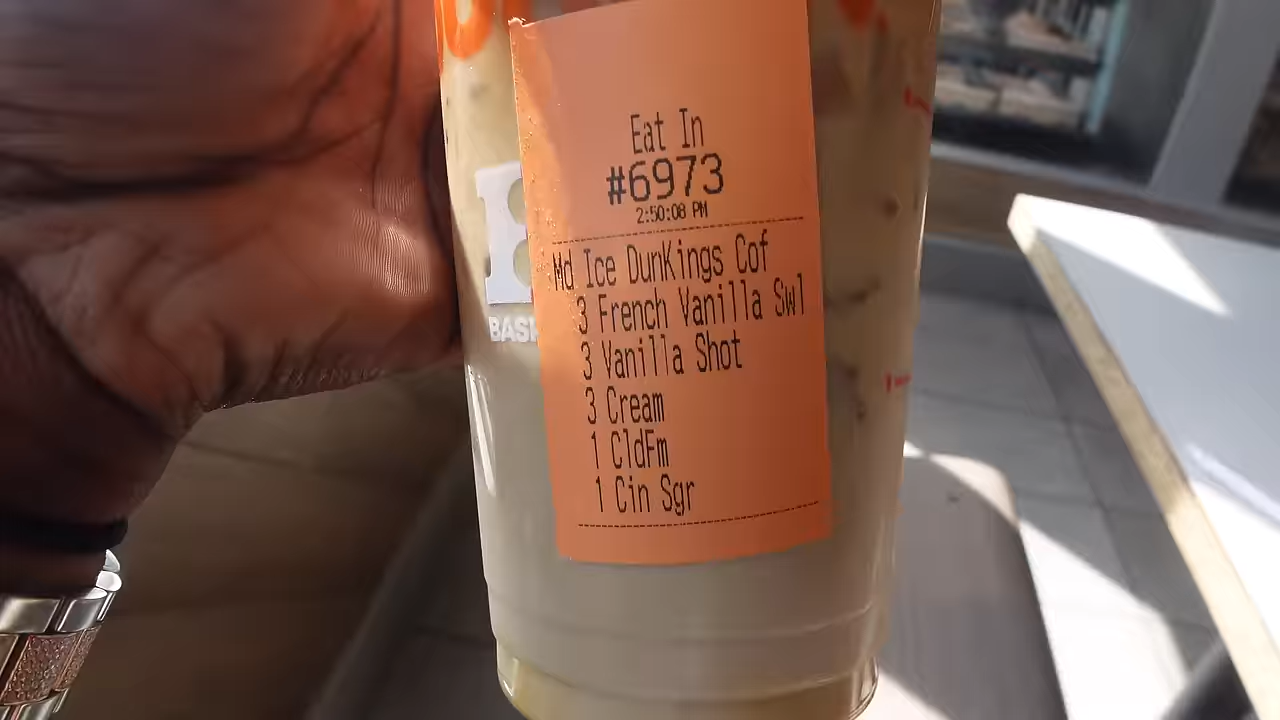 Eat In
#6973
2:50:08 PM
Md Ice DunKings Cof
3 French Vanilla Swl
3 Vanilla Shot
3 Cream
1 CldFm
1 Cin Sgr